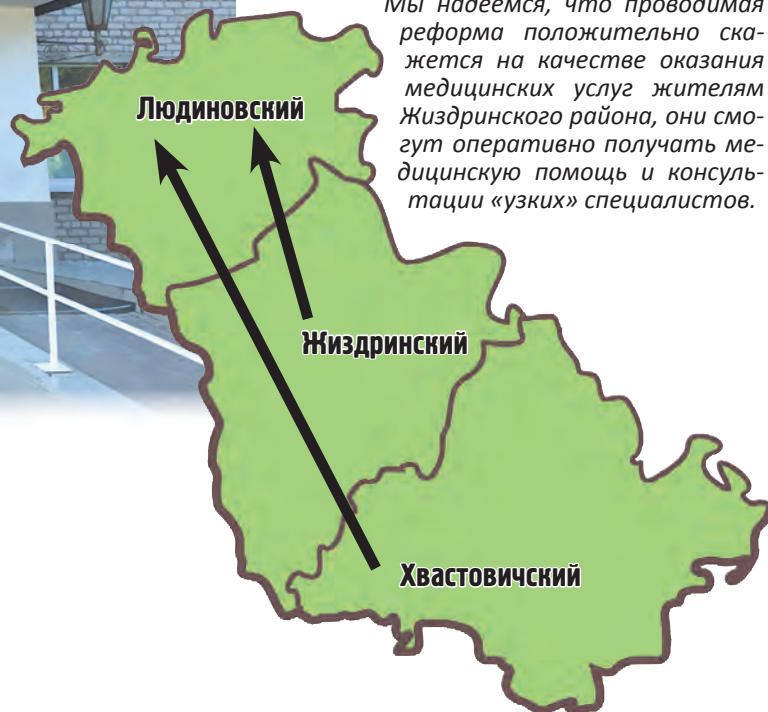 Мы надеемся, что проводимая
реформа положительно ска-
жется на качестве оказания
медицинских услуг жителям
Жиздринского района, они смо-
гут оперативно получать ме-
дицинскую помощь и консуль-
тации «узких» специалистов.
Людиновский
Жиздринский
Хвастовичский